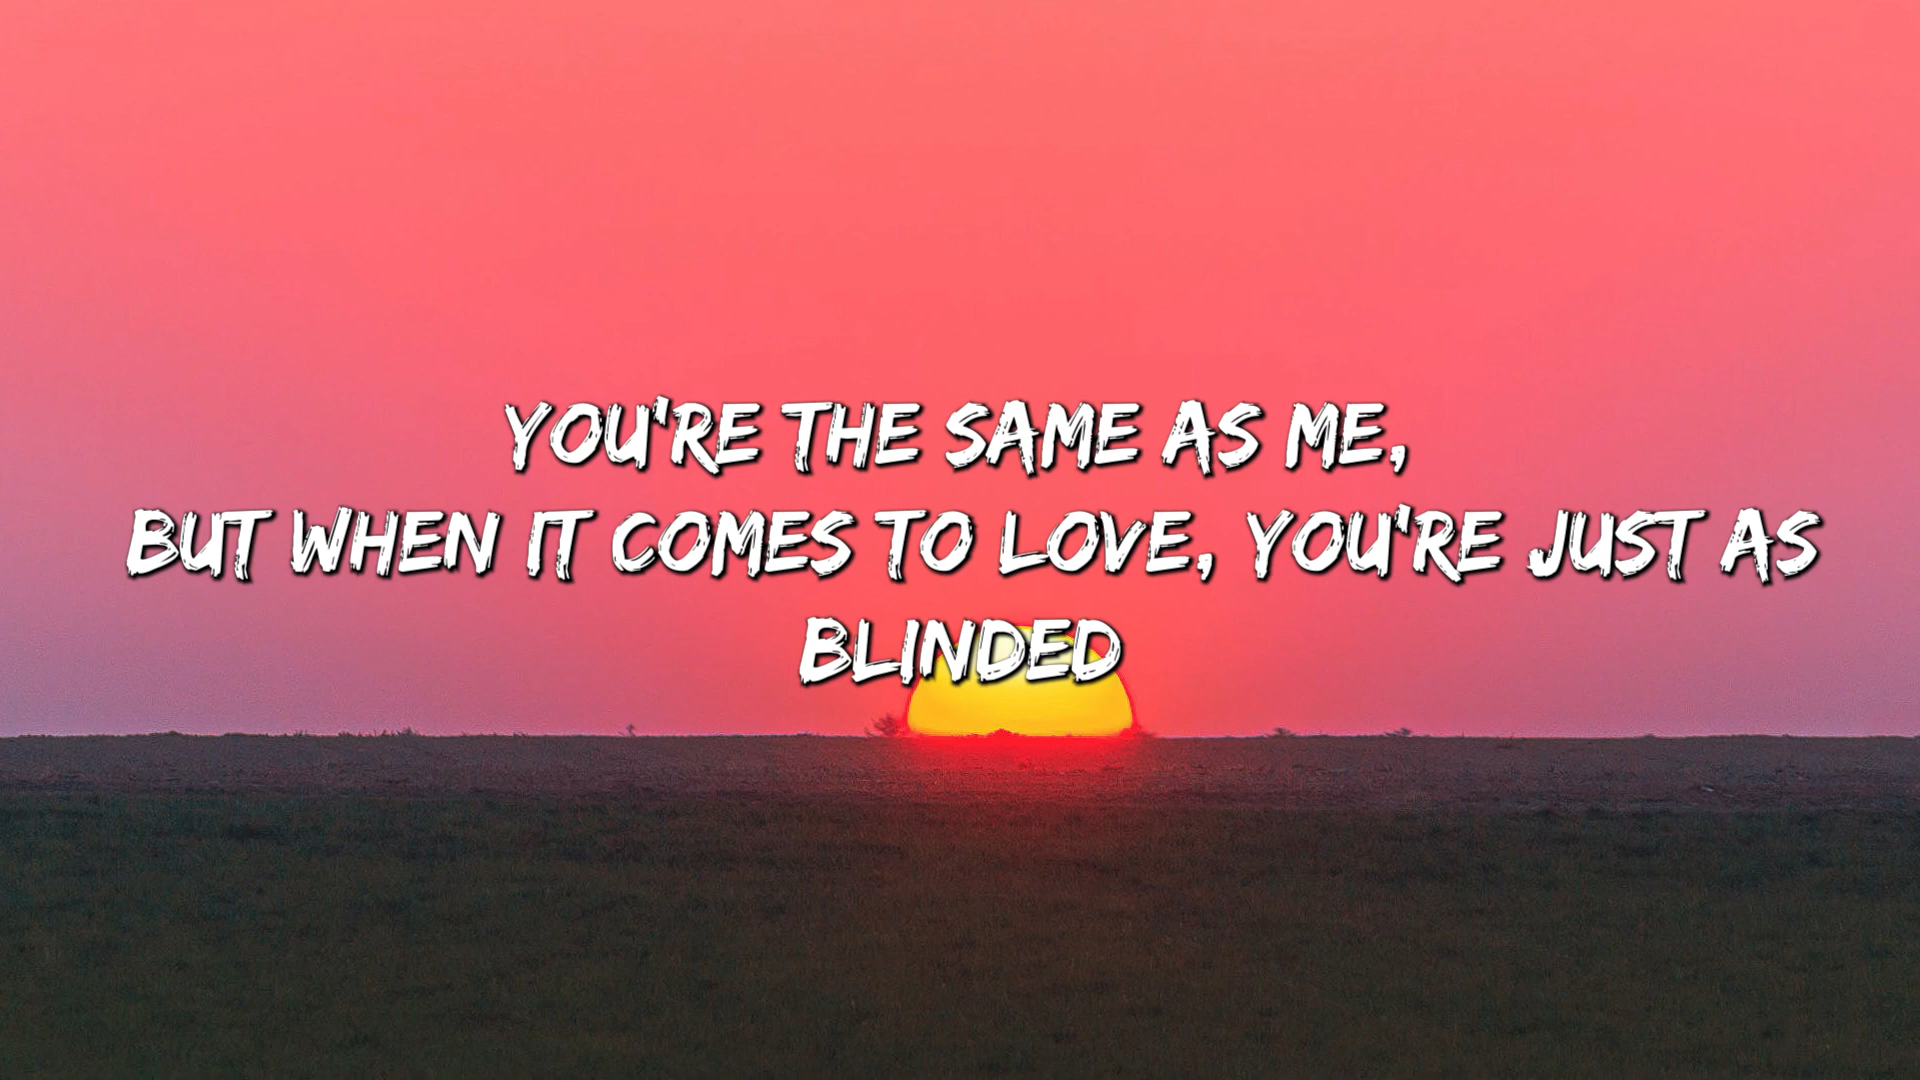 YOU'RE THE SAME AS ME,
BUT WHEN IT COMES TO LOVE, YOU'RE JUST AS
BLINDED